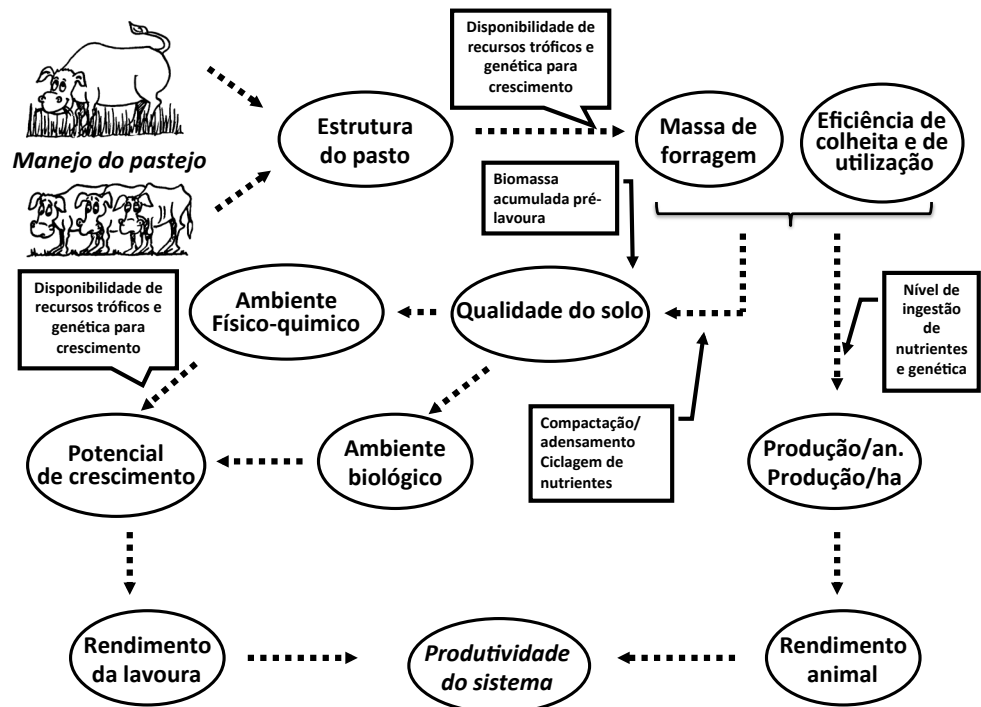 Disponibilidade de
recursos tróficos e
genética para
crescimento
Manejo do pastejo
Estrutura
do pasto
Massa de
forragem
Eficiência de
colheita e de
utilização
Biomassa
acumulada pré-
lavoura
Disponibilidade de
recursos tróficos e
genética para
crescimento
Ambiente
Físico-quimico
Qualidade do solo
Nível de
ingestão
de
nutrientes
e genética
Potencial
de crescimento
Ambiente
biológico
Compactação/
adensamento
Ciclagem de
nutrientes
Produção/an.
Produção/ha
Rendimento
da lavoura
Produtividade
do sistema
Rendimento
animal